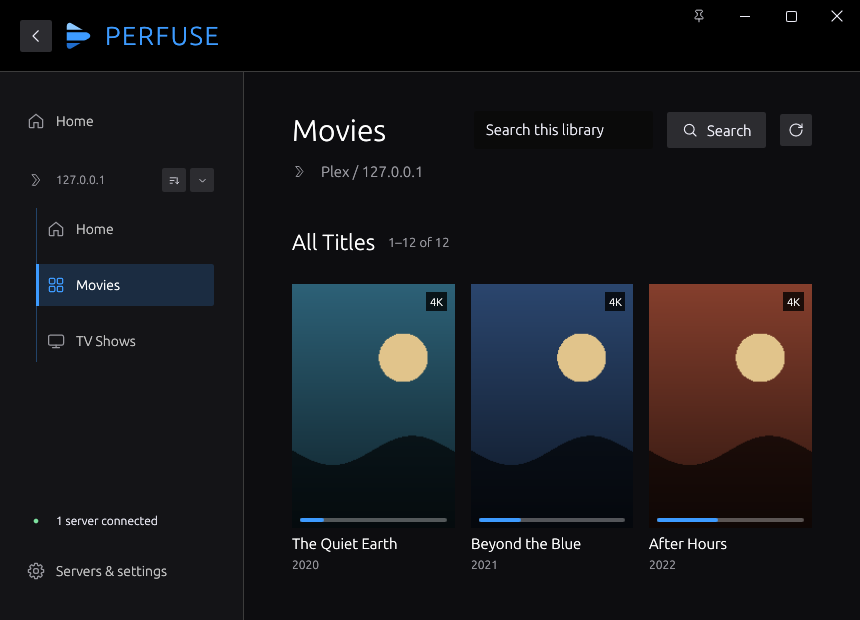 PERFUSE
Home
127.0.0.1
Home
Movies
TV Shows
1 server connected
Servers & settings
Movies
Search this library
Search
Plex / 127.0.0.1
All Titles 1–12 of 12
4K
4K
4K
The Quiet Earth
2020
Beyond the Blue
2021
After Hours
2022